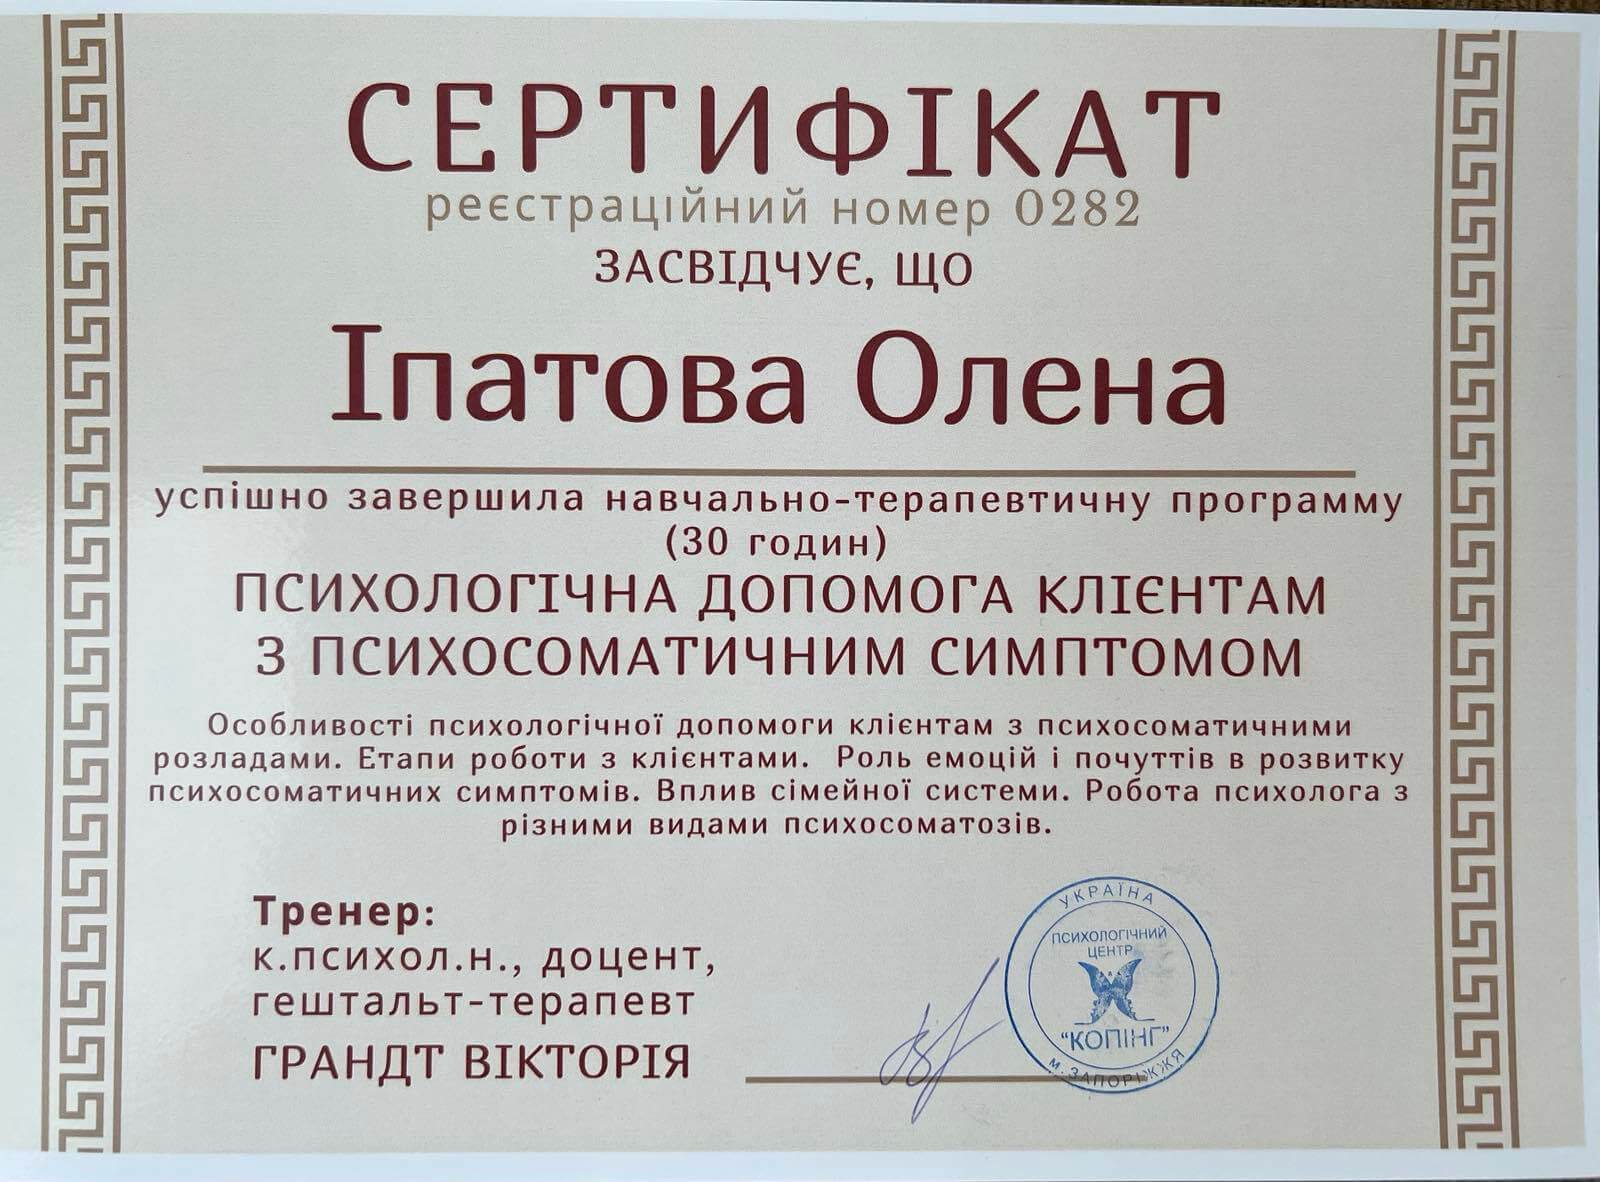 СЕРТИФІКАТ
реєстраційний номер 0282
ЗАСВІДЧУЄ, ЩО
Іпатова Олена
успішно завершила навчально-терапевтичну программу
(30 годин)
ПСИХОЛОГІЧНА ДОПОМОГА КЛІЄНТАМ
З ПСИХОСОМАТИЧНИМ СИМПТОМОМ
Особливості психологічної допомоги клієнтам з психосоматичними
розладами. Етапи роботи з клієнтами. Роль емоцій і почуттів в розвитку
психосоматичних симптомів. Вплив сімейної системи. Робота психолога з
різними видами психосоматозів.
Тренер:
к.психол.н., доцент,
гештальт-терапевт
ГРАНДТ ВІКТОРІЯ
УКРАЇНА
ПСИХОЛОГІЧНИЙ
ЦЕНТР
"КОПІНГ"
м. ЗАПОРІЖЖЯ